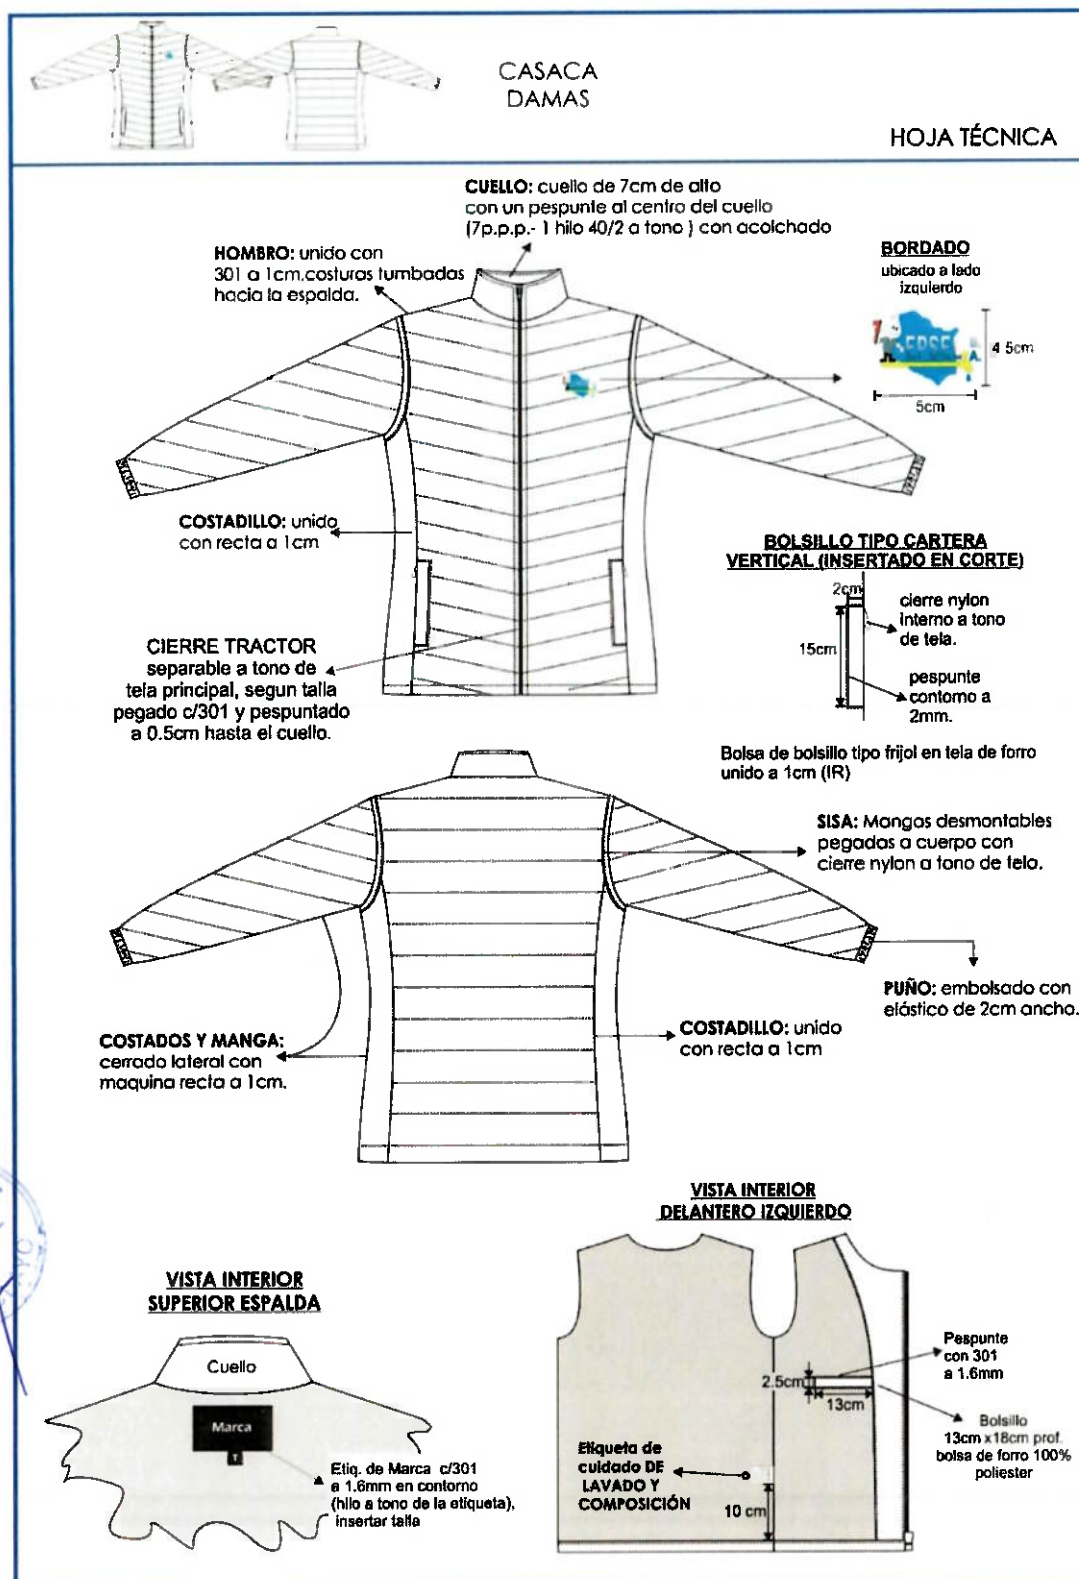 CASACA
DAMAS
HOJA TÉCNICA
CUELLO: cuello de 7cm de alto
con un pespunte al centro del cuello
(7p.p.p.- 1 hilo 40/2 a tono ) con acolchado
HOMBRO: unido con
301 a 1cm.costuras tumbadas
hacia la espalda.
BORDADO
ubicado a lado
izquierdo
EPSE
4 5cm
5cm
COSTADILLO: unido
con recta a 1cm
BOLSILLO TIPO CARTERA
VERTICAL (INSERTADO EN CORTE)
2cm
cierre nylon
interno a tono
de tela.
15cm
pespunte
contorno a
2mm.
CIERRE TRACTOR
separable a tono de
tela principal, segun talla
pegado c/301 y pespuntado
a 0.5cm hasta el cuello.
Bolsa de bolsillo tipo frijol en tela de forro
unido a 1cm (IR)
SISA: Mangas desmontables
pegadas a cuerpo con
cierre nylon a tono de tela.
PUÑO: embolsado con
elástico de 2cm ancho.
COSTADOS Y MANGA:
cerrado lateral con
maquina recta a 1cm.
COSTADILLO: unido
con recta a 1cm
VISTA INTERIOR
DELANTERO IZQUIERDO
VISTA INTERIOR
SUPERIOR ESPALDA
Cuello
Marca
T
Etiq. de Marca c/301
a 1.6mm en contorno
(hilo a tono de la etiqueta),
insertar talla
Pespunte
con 301
a 1.6mm
2.5cm
13cm
Bolsillo
13cm x 18cm prof.
bolsa de forro 100%
poliester
Etiqueta de
cuidado DE
LAVADO Y
COMPOSICIÓN
10 cm